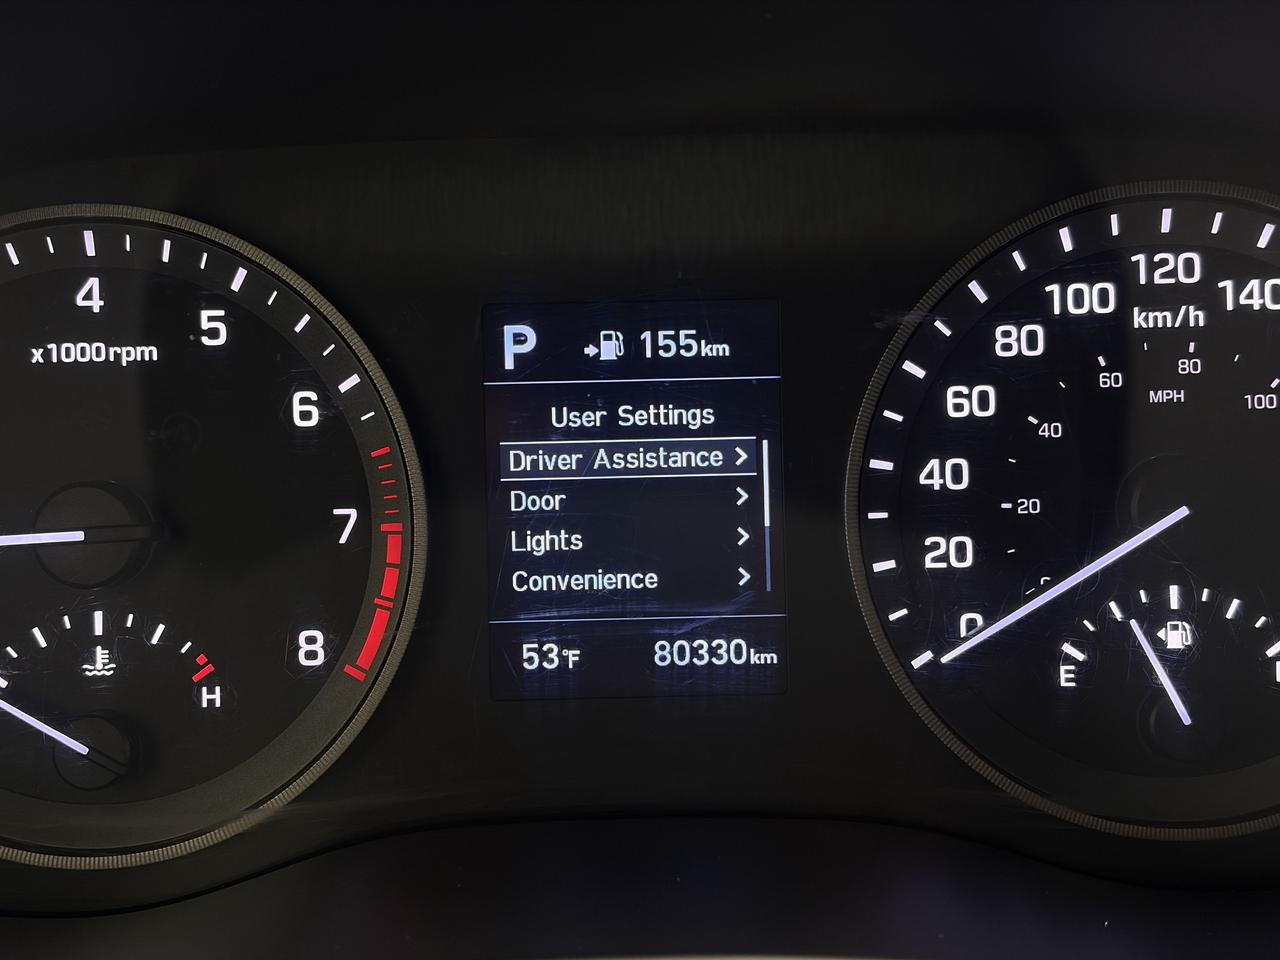 4
5
x1000rpm
6
7
8
H
P 155km
User Settings
Driver Assistance >
Door >
Lights >
Convenience >
53°F 80330km
120
100
140
km/h
80
60
80
60
MPH
100
40
40
20
20
0
E